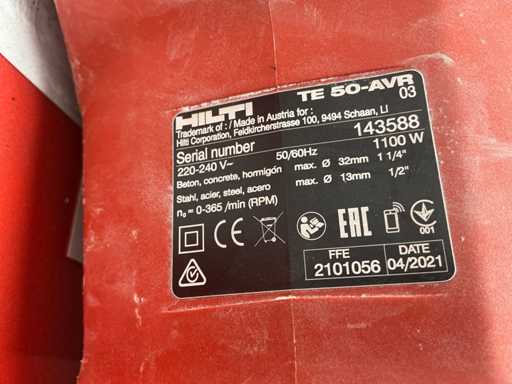 HILTI TE 50-AVR
03
Trademark of : / Made in Austria for :
Hilti Corporation, Feldkircherstrasse 100, 9494 Schaan, LI
Serial number 143588
220-240 V~ 50/60Hz 1100 W
Beton, concrete, hormigón max. Ø 32mm 1 1/4"
Stahl, acier, steel, acero max. Ø 13mm 1/2"
n₀ = 0-365 /min (RPM)
CE EAC 001
FFE DATE
2101056 04/2021